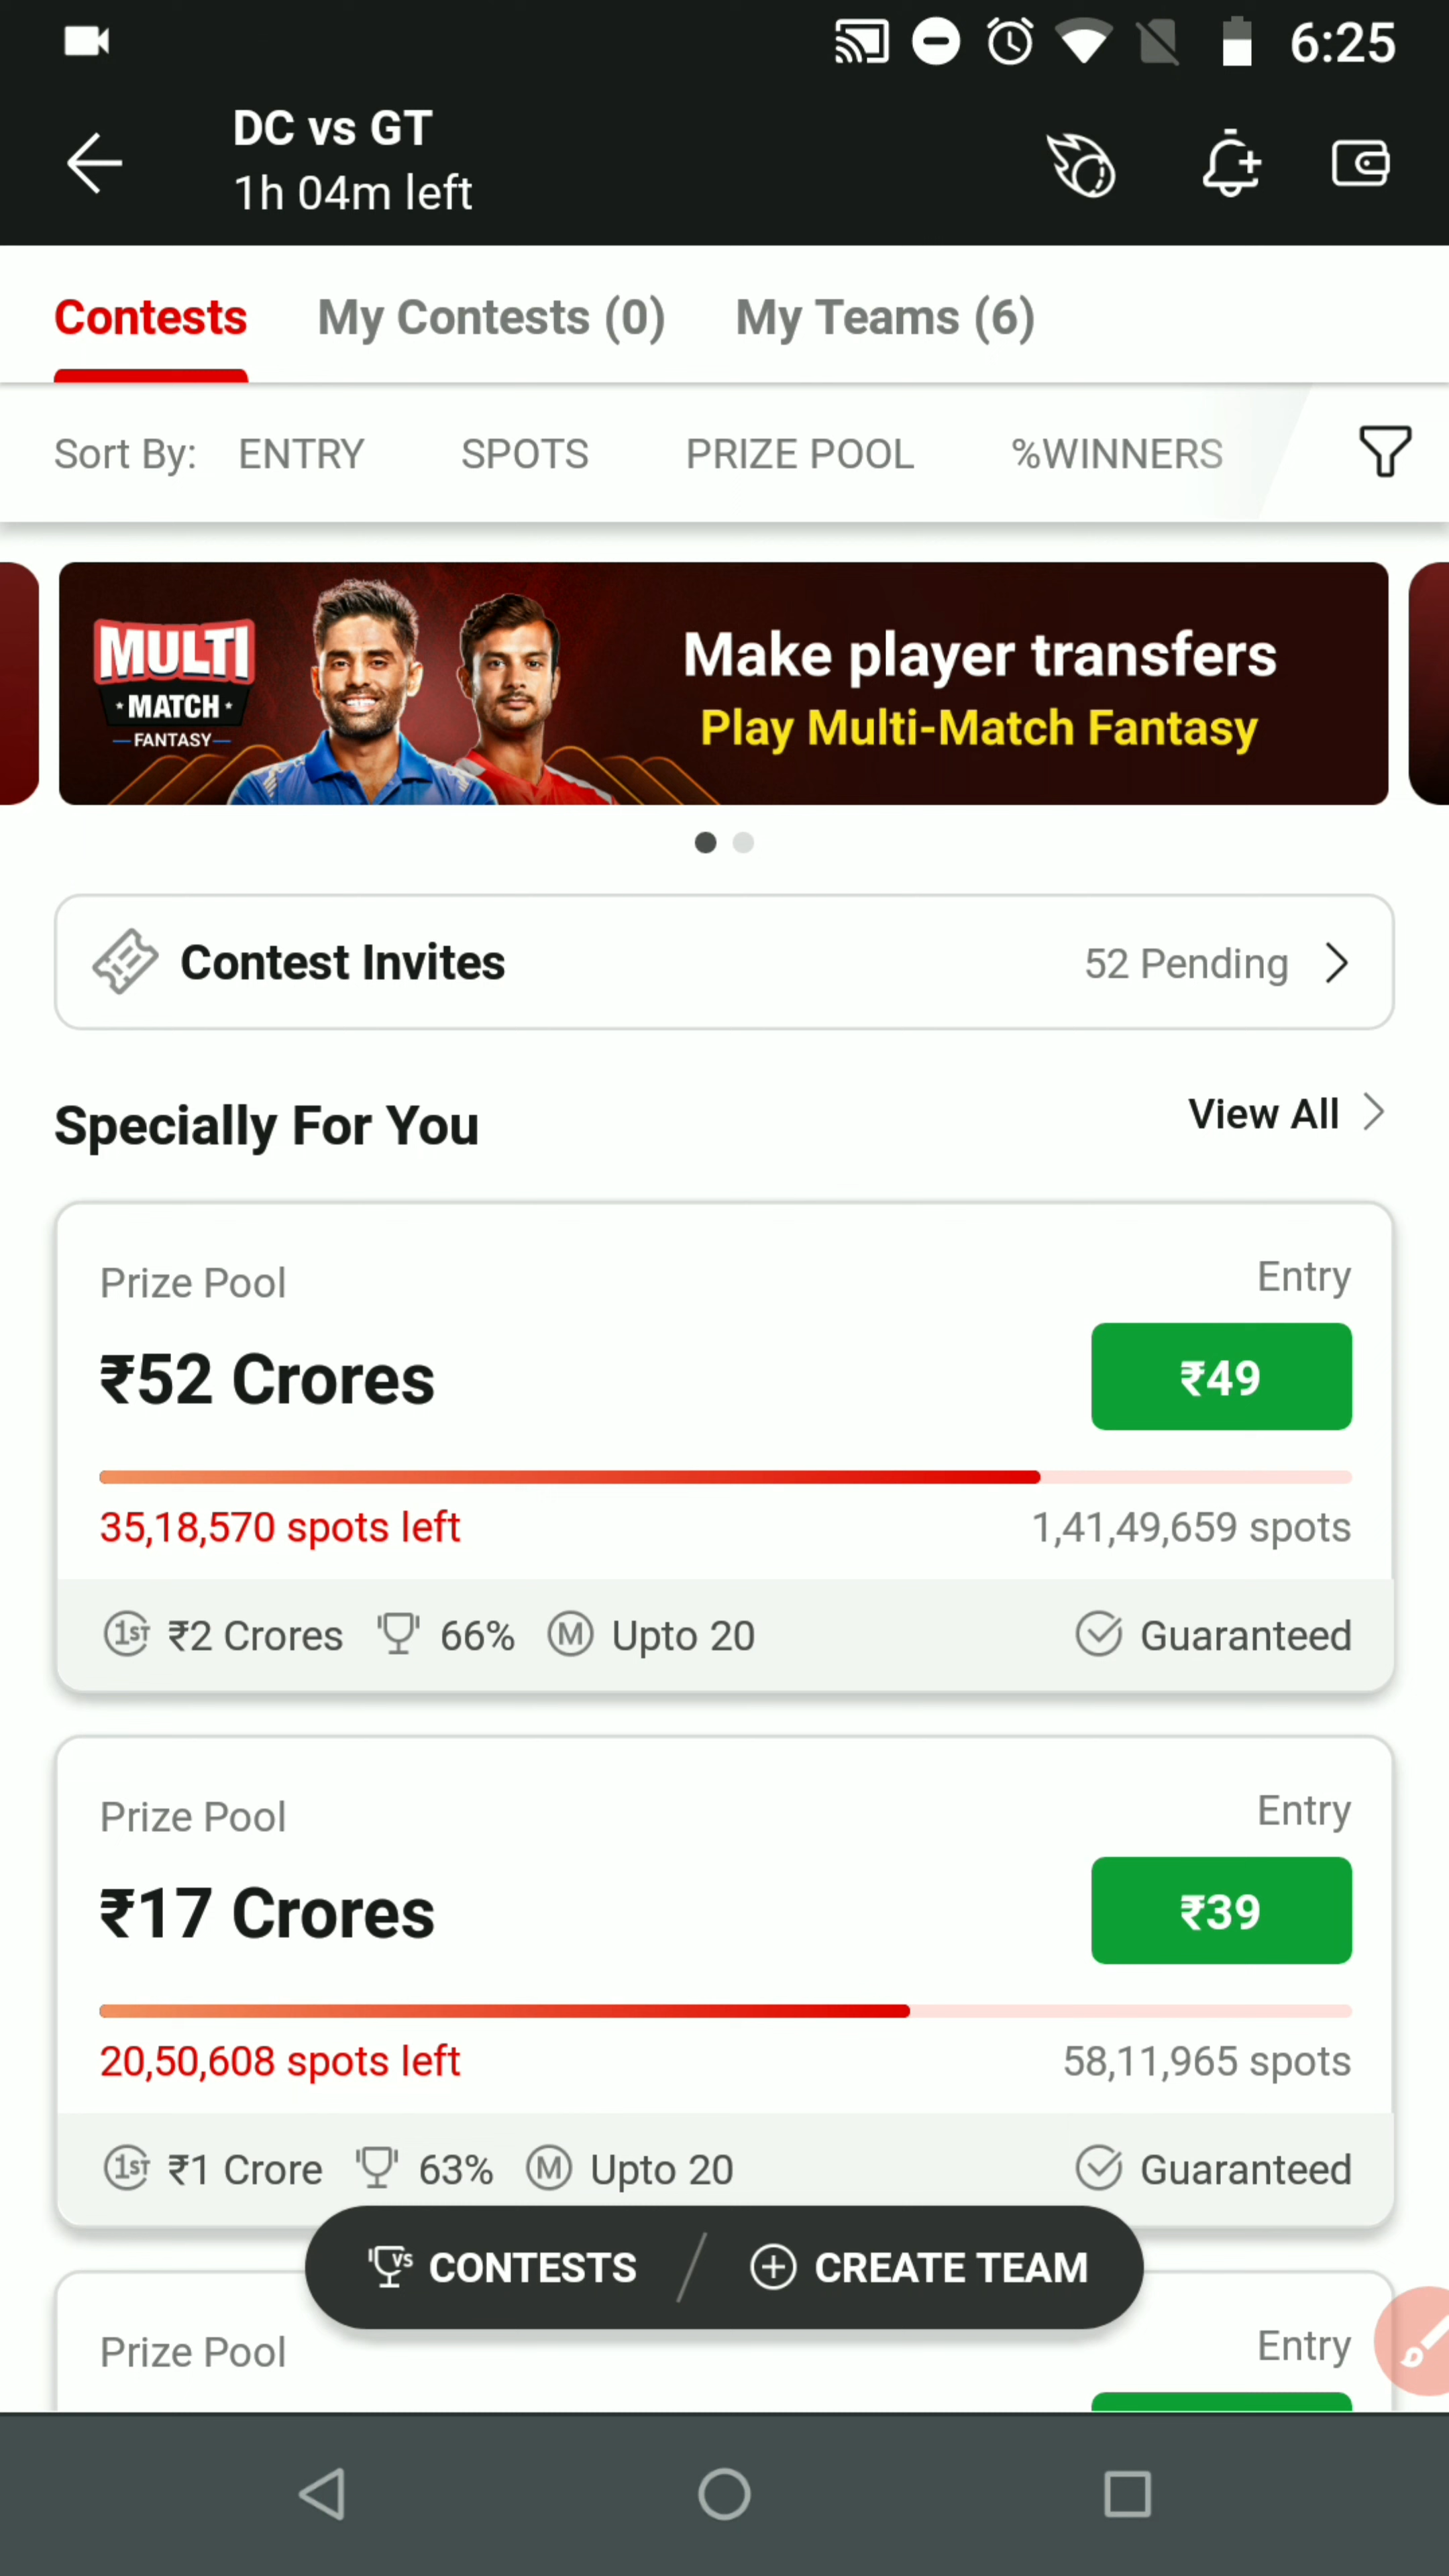 6:25
DC vs GT
1h 04m left
Contests My Contests (0) My Teams (6)
Sort By: ENTRY SPOTS PRIZE POOL %WINNERS
MULTI
MATCH
FANTASY
Make player transfers
Play Multi-Match Fantasy
Contest Invites 52 Pending
Specially For You View All
Prize Pool Entry
₹52 Crores ₹49
35,18,570 spots left 1,41,49,659 spots
1ST ₹2 Crores 66% M Upto 20 Guaranteed
Prize Pool Entry
₹17 Crores ₹39
20,50,608 spots left 58,11,965 spots
1ST ₹1 Crore 63% M Upto 20 Guaranteed
VS CONTESTS CREATE TEAM
Prize Pool Entry